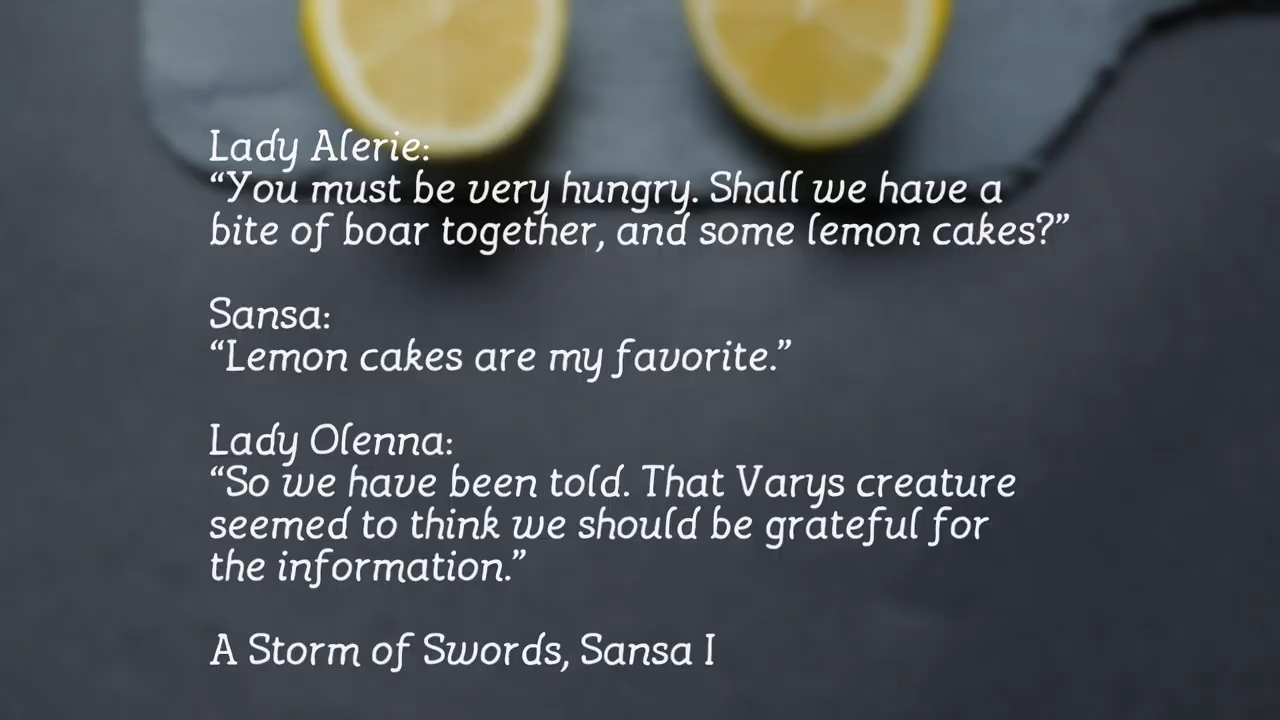 Lady Alerie:
“You must be very hungry. Shall we have a
bite of boar together, and some lemon cakes?”
Sansa:
“Lemon cakes are my favorite.”
Lady Olenna:
“So we have been told. That Varys creature
seemed to think we should be grateful for
the information.”
A Storm of Swords, Sansa I